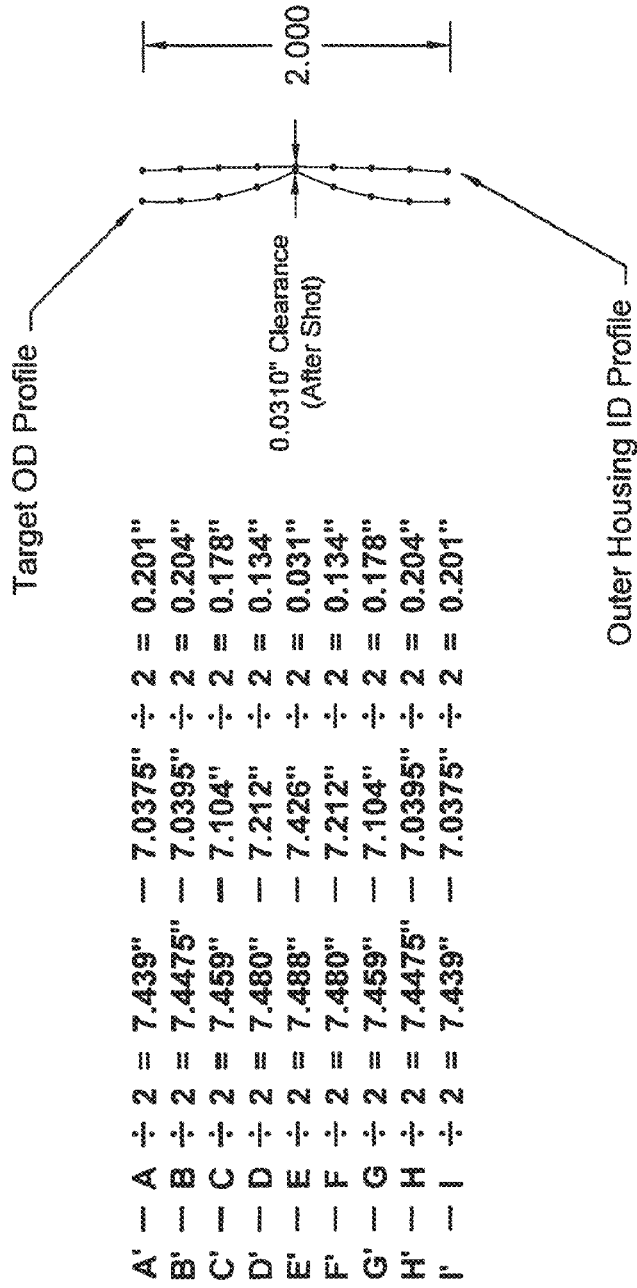 Target OD Profile
2.000
0.0310" Clearance
(After Shot)
Outer Housing ID Profile
A' — A ÷ 2 = 7.439" — 7.0375" ÷ 2 = 0.201"
B' — B ÷ 2 = 7.4475" — 7.0395" ÷ 2 = 0.204"
C' — C ÷ 2 = 7.459" — 7.104" ÷ 2 = 0.178"
D' — D ÷ 2 = 7.480" — 7.212" ÷ 2 = 0.134"
E' — E ÷ 2 = 7.488" — 7.426" ÷ 2 = 0.031"
F' — F ÷ 2 = 7.480" — 7.212" ÷ 2 = 0.134"
G' — G ÷ 2 = 7.459" — 7.104" ÷ 2 = 0.178"
H' — H ÷ 2 = 7.4475" — 7.0395" ÷ 2 = 0.204"
I' — I ÷ 2 = 7.439" — 7.0375" ÷ 2 = 0.201"